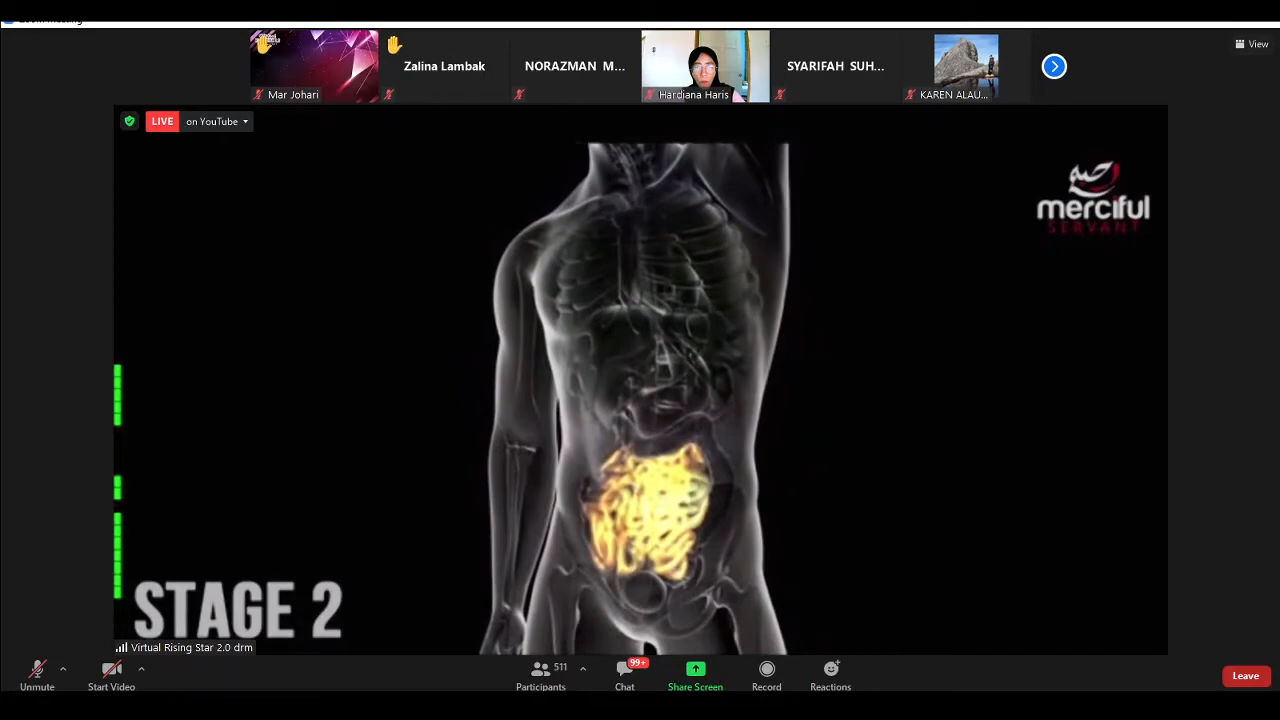 View
Zalina Lambak
NORAZMAN M...
SYARIFAH SUH...
Mar Johari
Hardiana Haris
KAREN ALAU...
LIVE on YouTube
merciful
SERVANT
STAGE 2
Virtual Rising Star 2.0 drm
511
99+
Unmute
Start Video
Participants
Chat
Share Screen
Record
Reactions
Leave